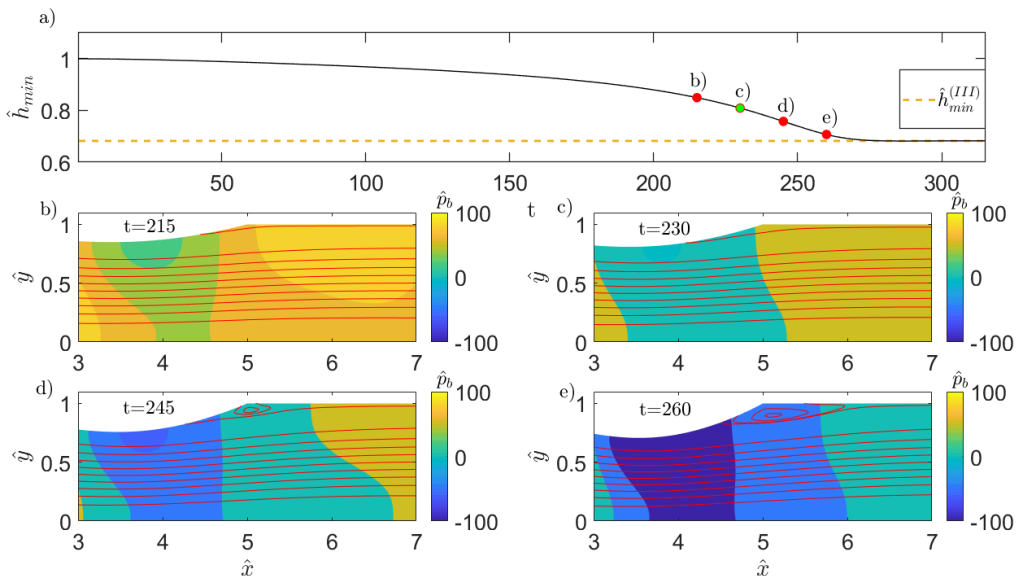 a)
ĥ_min
1
0.8
0.6
b)
c)
d)
e)
ĥ_min^(III)
50 100 150 200 250 300
t
b)
t=215
p̂_b
100
0
-100
ŷ
1
0.5
0
3 4 5 6 7
c)
t=230
p̂_b
100
0
-100
ŷ
1
0.5
0
3 4 5 6 7
d)
t=245
p̂_b
100
0
-100
ŷ
1
0.5
0
3 4 5 6 7
x̂
e)
t=260
p̂_b
100
0
-100
ŷ
1
0.5
0
3 4 5 6 7
x̂